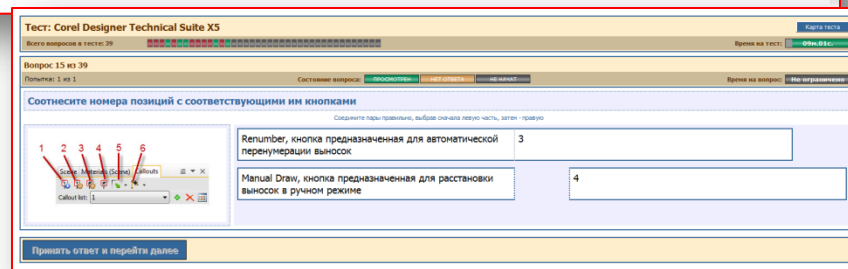 Тест: Corel Designer Technical Suite X5
Карта теста
Всего вопросов в тесте: 39
Время на тест:
09м.01с.
Вопрос 15 из 39
Попытка: 1 из 1
Состояние вопроса:
ПРОСМОТРЕН
НЕТ ОТВЕТА
НЕ НАЧАТ
Время на вопрос:
Не ограничено
Соотнесите номера позиций с соответствующими им кнопками
Соедините пары правильно, выбрав сначала левую часть, затем - правую
1 2 3 4 5 6
Scene Materials (Scene) Callouts
Callout list: 1
Renumber, кнопка предназначенная для автоматической
перенумерации выносок
3
Manual Draw, кнопка предназначенная для расстановки
выносок в ручном режиме
4
Принять ответ и перейти далее